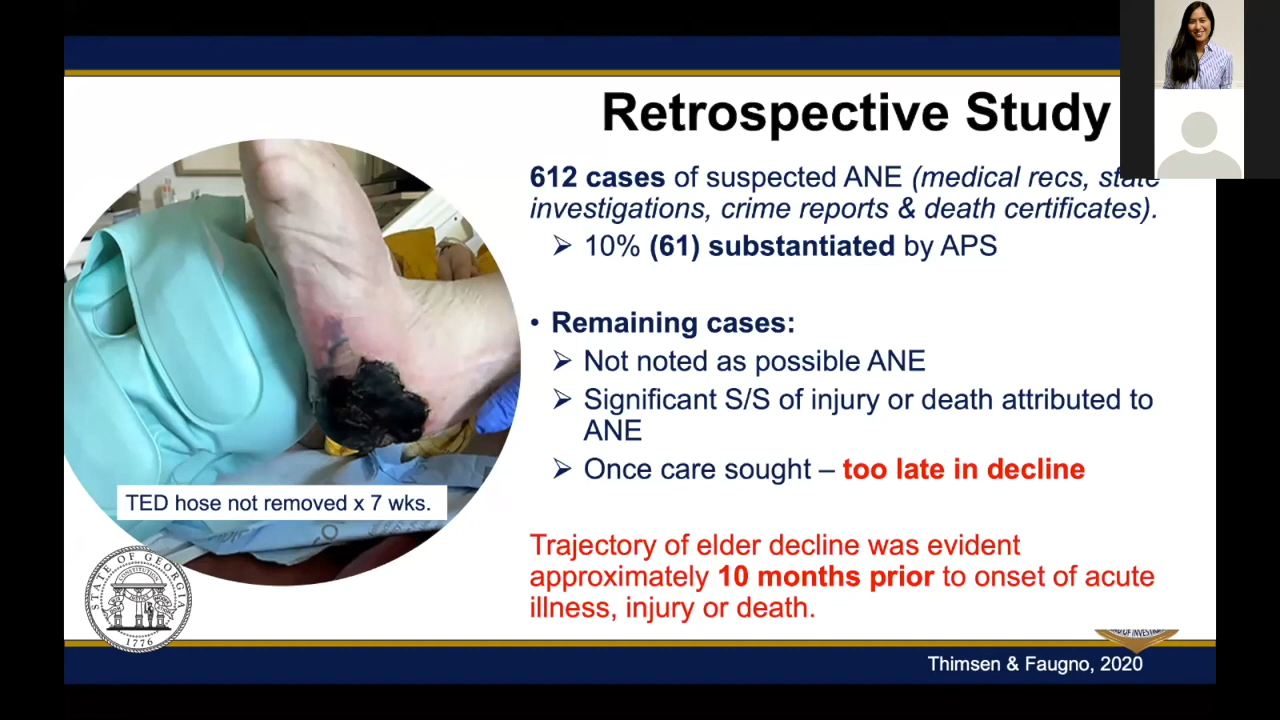 Retrospective Study
612 cases of suspected ANE (medical recs, state
investigations, crime reports & death certificates).
➢ 10% (61) substantiated by APS
• Remaining cases:
➢ Not noted as possible ANE
➢ Significant S/S of injury or death attributed to
ANE
➢ Once care sought – too late in decline
TED hose not removed x 7 wks.
Trajectory of elder decline was evident
approximately 10 months prior to onset of acute
illness, injury or death.
STATE OF GEORGIA
CONSTITUTION
1776
OF INVESTIG
Thimsen & Faugno, 2020